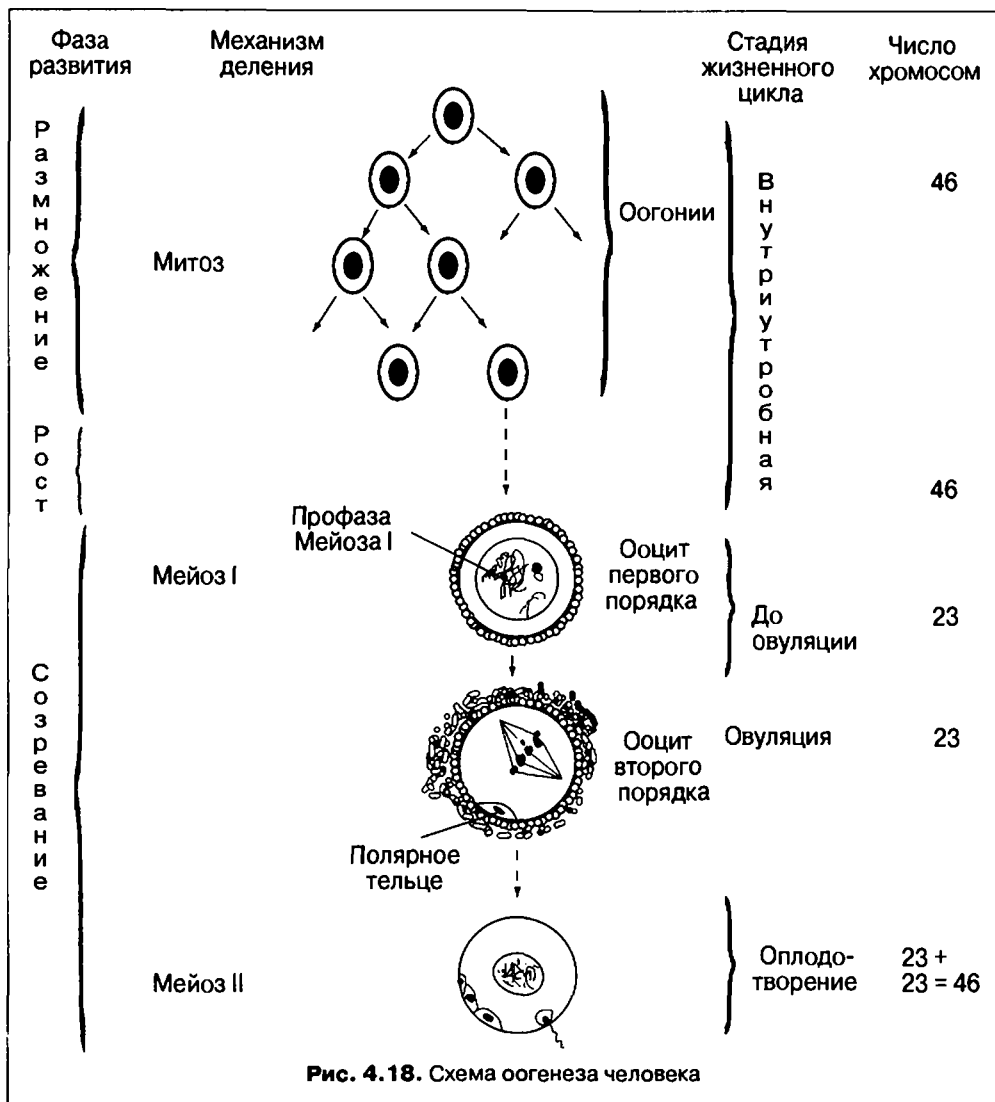 Фаза
развития
Механизм
деления
Стадия
жизненного
цикла
Число
хромосом
Размножение
Митоз
Оогонии
Внутриутробная
46
Рост
46
Профаза
Мейоза I
Мейоз I
Ооцит
первого
порядка
До
овуляции
23
Созревание
Ооцит
второго
порядка
Овуляция
23
Полярное
тельце
Мейоз II
Оплодо-
творение
23 +
23 = 46
Рис. 4.18. Схема оогенеза человека